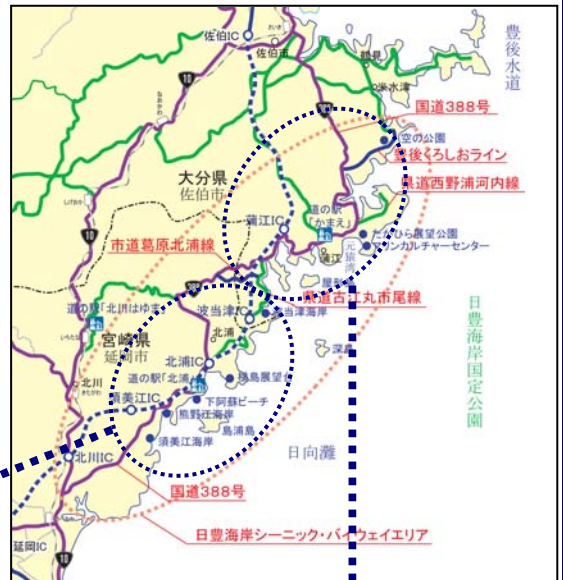 佐伯IC
佐伯市
豊後水道
鶴見
米水津
10
国道388号
空の公園
豊後くろしおライン
大分県
佐伯市
県道西野浦河内線
道の駅
「かまえ」
蒲江IC
たかひら展望公園
マリンカルチャーセンター
元猿湾
蒲江
10
市道葛原北浦線
県道古江丸市尾線
道の駅「北川はゆま」
波当津IC
波当津海岸
日豊海岸国定公園
宮崎県
延岡市
北浦
深島
北浦IC
道の駅「北浦」
北川
須美江IC
下阿蘇ビーチ
熊野江海岸
島浦島
須美江海岸
日向灘
北川IC
国道388号
日豊海岸シーニック・バイウェイエリア
延岡IC
10